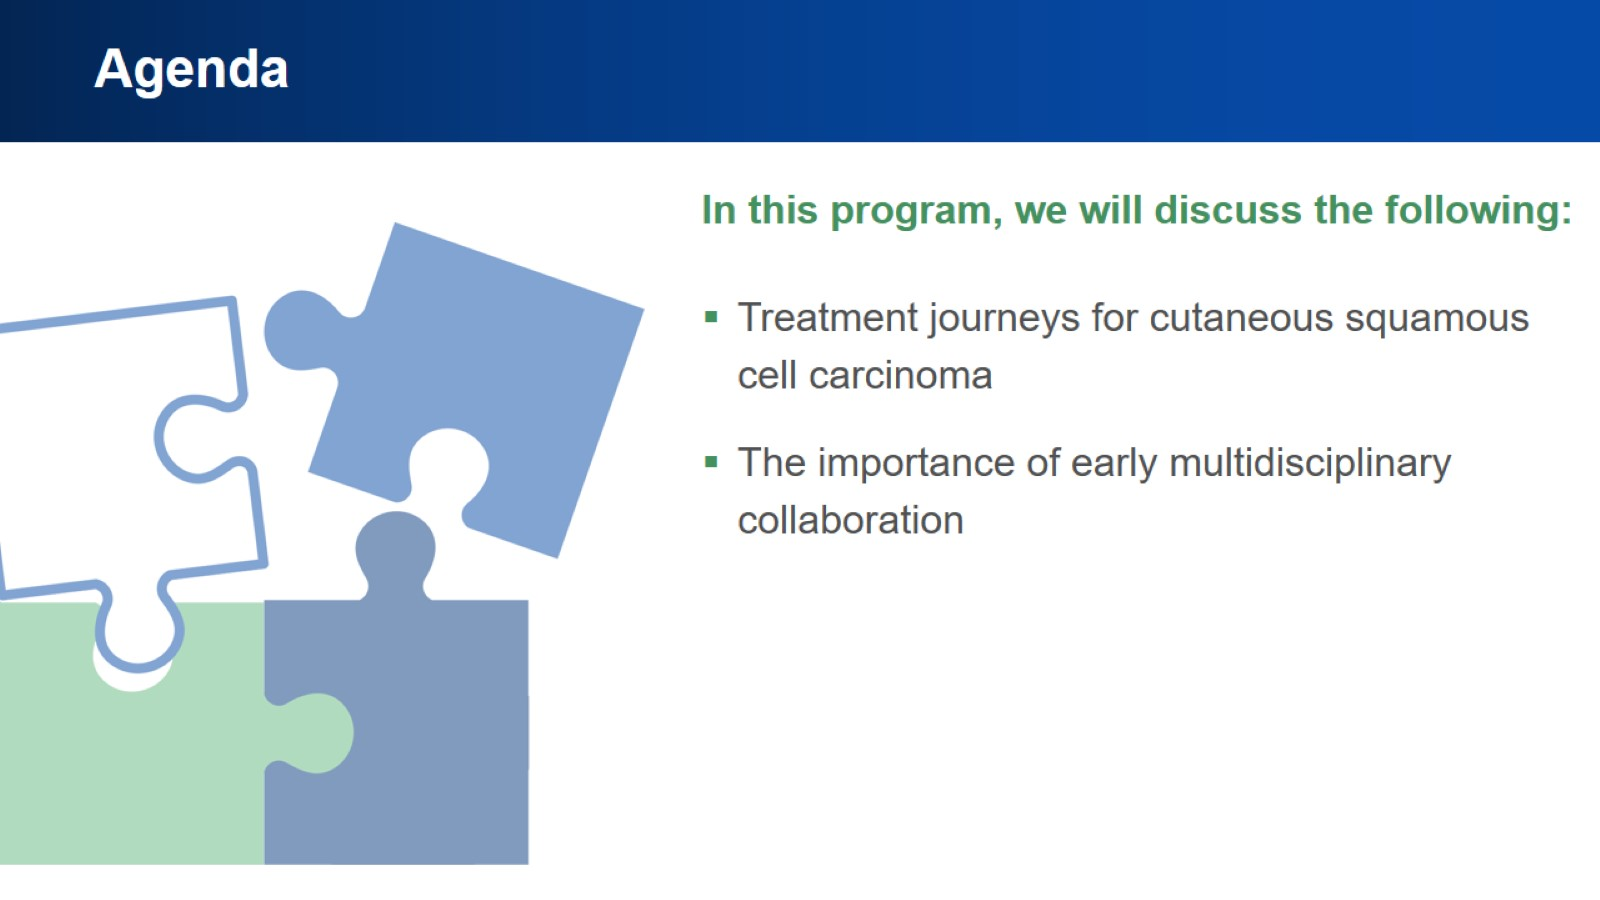 Agenda
In this program, we will discuss the following:
▪ Treatment journeys for cutaneous squamous
cell carcinoma
▪ The importance of early multidisciplinary
collaboration